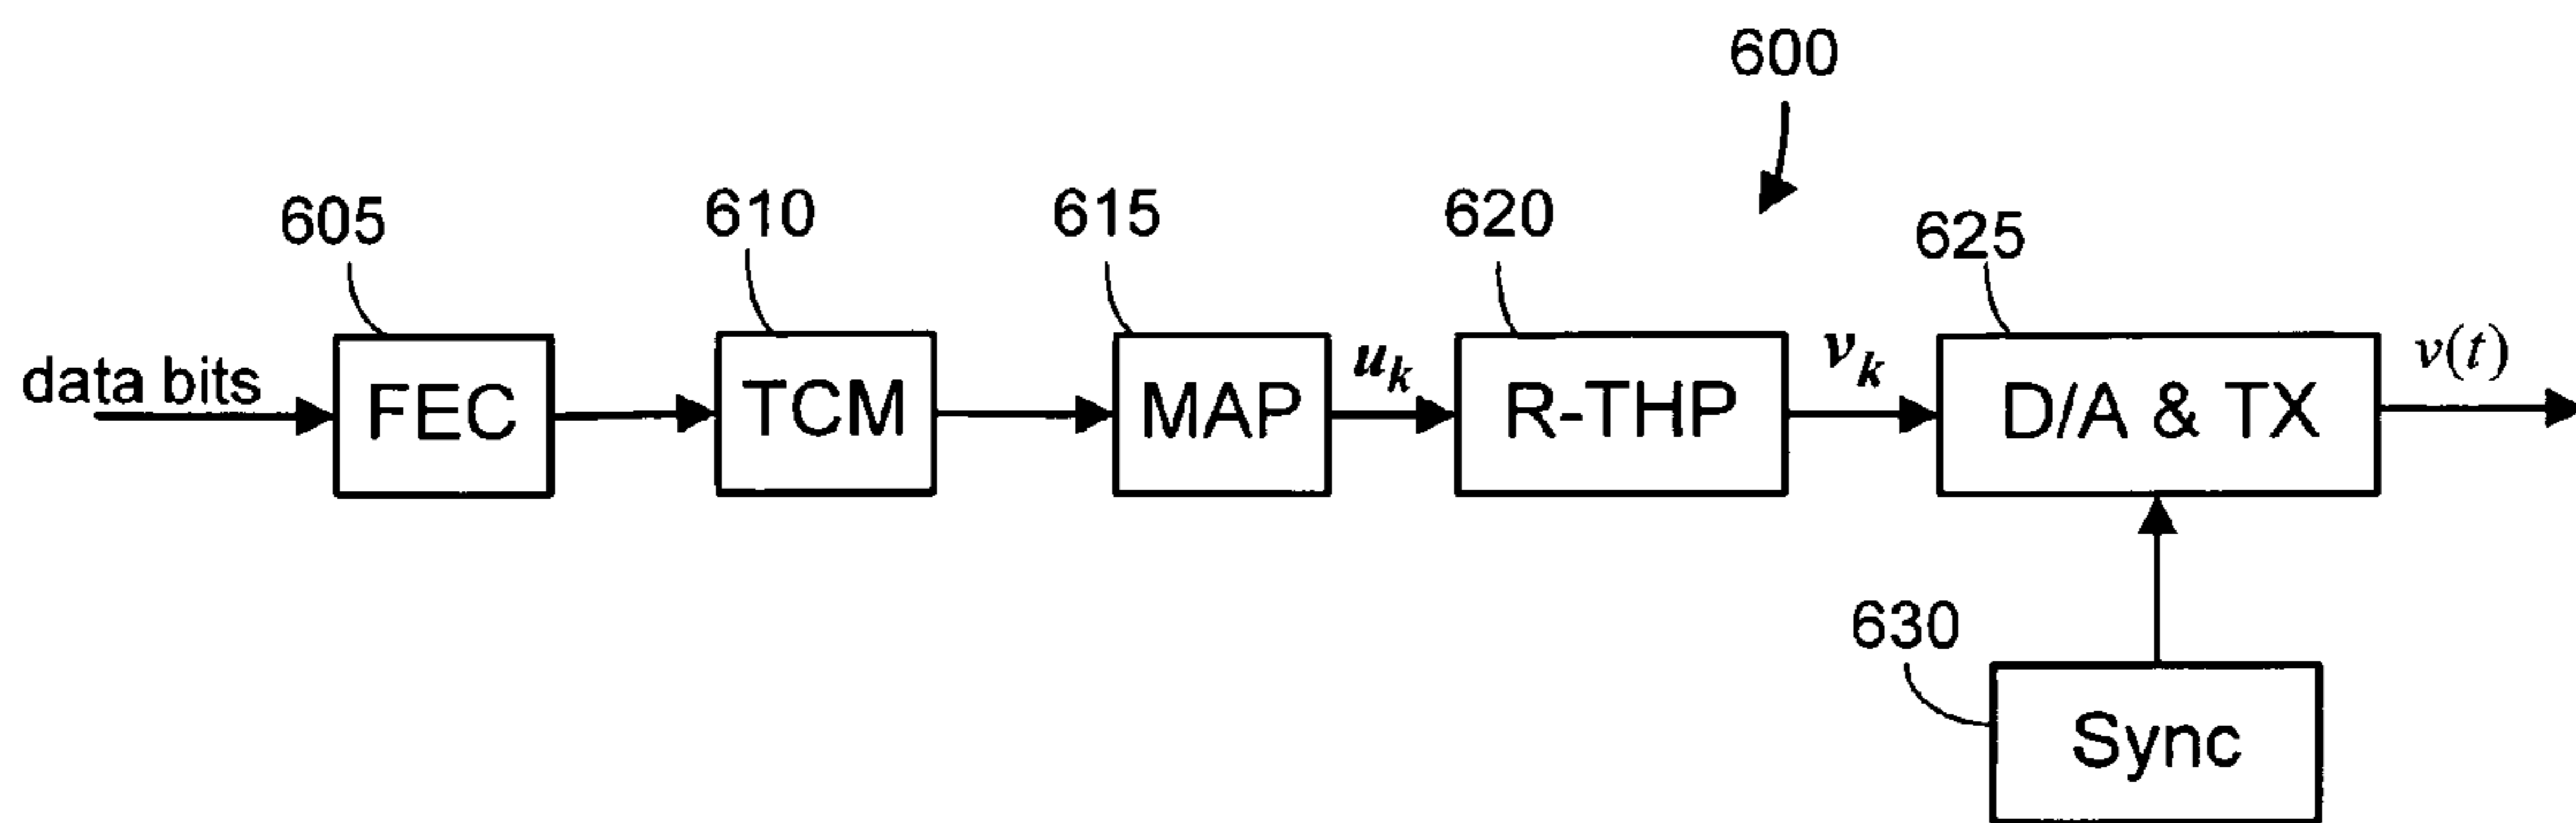 600
605
610
615
620
625
data bits
FEC
TCM
MAP
u_k
R-THP
v_k
D/A & TX
v(t)
630
Sync